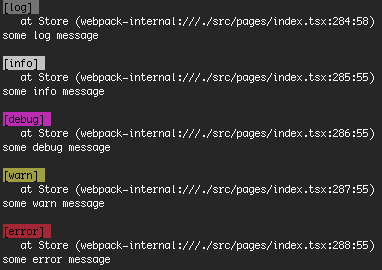 [log]
at Store (webpack-internal:///./src/pages/index.tsx:284:58)
some log message
[info]
at Store (webpack-internal:///./src/pages/index.tsx:285:55)
some info message
[debug]
at Store (webpack-internal:///./src/pages/index.tsx:286:55)
some debug message
[warn]
at Store (webpack-internal:///./src/pages/index.tsx:287:55)
some warn message
[error]
at Store (webpack-internal:///./src/pages/index.tsx:288:55)
some error message